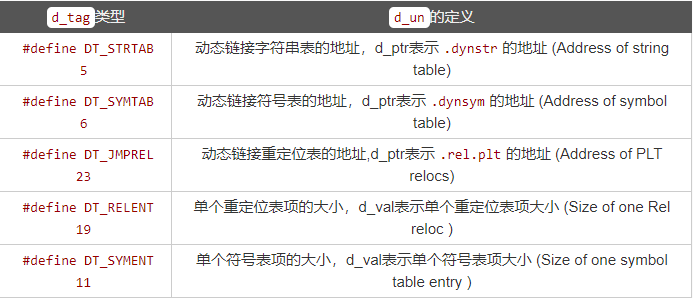 d_tag类型 d_un的定义
#define DT_STRTAB 动态链接字符串表的地址，d_ptr表示 .dynstr 的地址 (Address of string
5 table)
#define DT_SYMTAB 动态链接符号表的地址，d_ptr表示 .dynsym 的地址 (Address of symbol
6 table)
#define DT_JMPREL 动态链接重定位表的地址,d_ptr表示 .rel.plt 的地址 (Address of PLT
23 relocs)
#define DT_RELENT 单个重定位表项的大小，d_val表示单个重定位表项大小 (Size of one Rel
19 reloc )
#define DT_SYMENT 单个符号表项的大小，d_val表示单个符号表项大小 (Size of one symbol
11 table entry )